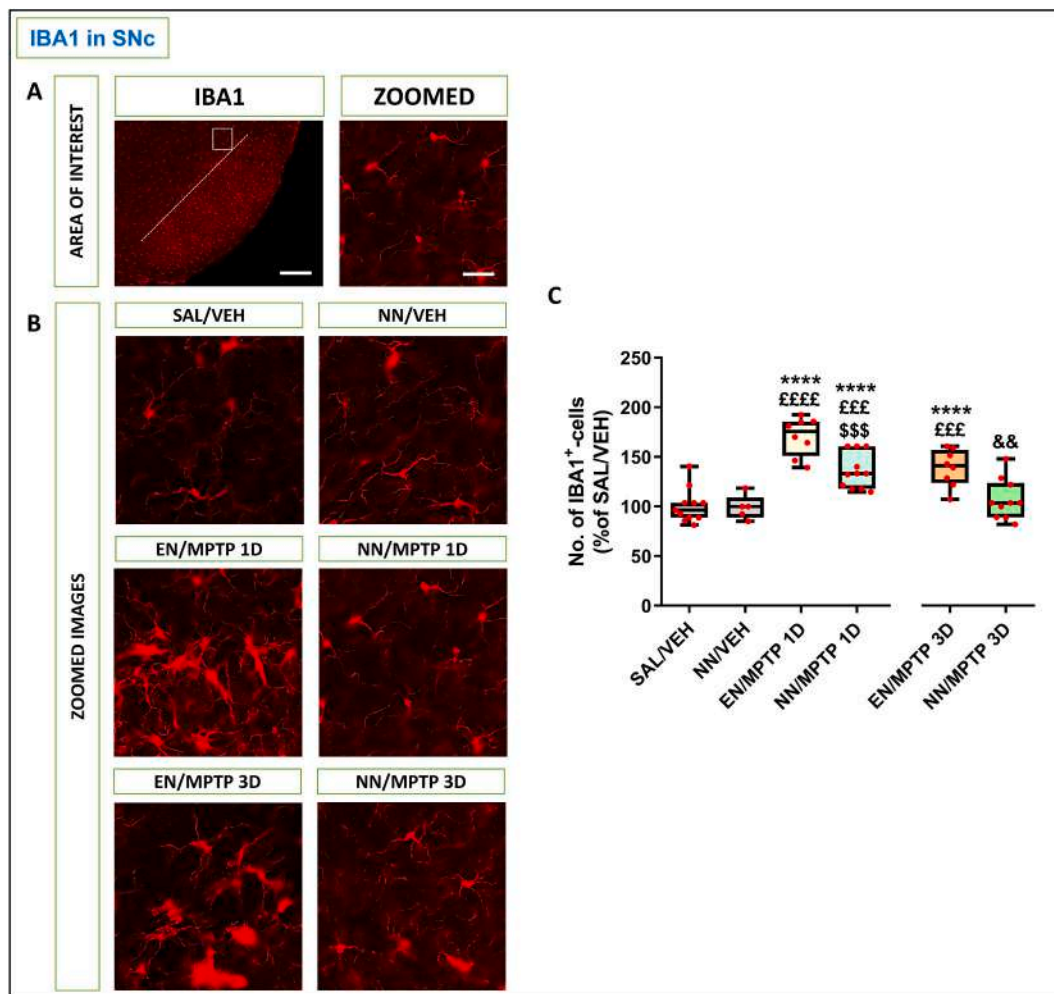 IBA1 in SNc
A
AREA OF INTEREST
IBA1
ZOOMED
B
ZOOMED IMAGES
SAL/VEH
NN/VEH
EN/MPTP 1D
NN/MPTP 1D
EN/MPTP 3D
NN/MPTP 3D
C
No. of IBA1⁺-cells
(%of SAL/VEH)
250
200
150
100
50
0
****
££££
****
£££
$$$
****
£££
&&
SAL/VEH
NN/VEH
EN/MPTP 1D
NN/MPTP 1D
EN/MPTP 3D
NN/MPTP 3D